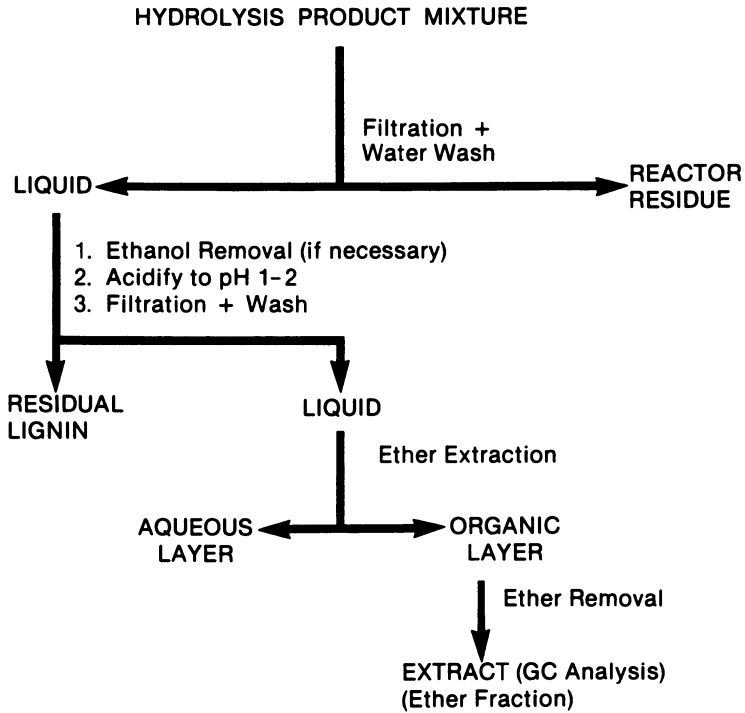 HYDROLYSIS PRODUCT MIXTURE
Filtration +
Water Wash
LIQUID
REACTOR
RESIDUE
1. Ethanol Removal (if necessary)
2. Acidify to pH 1-2
3. Filtration + Wash
RESIDUAL
LIGNIN
LIQUID
Ether Extraction
AQUEOUS
LAYER
ORGANIC
LAYER
Ether Removal
EXTRACT (GC Analysis)
(Ether Fraction)